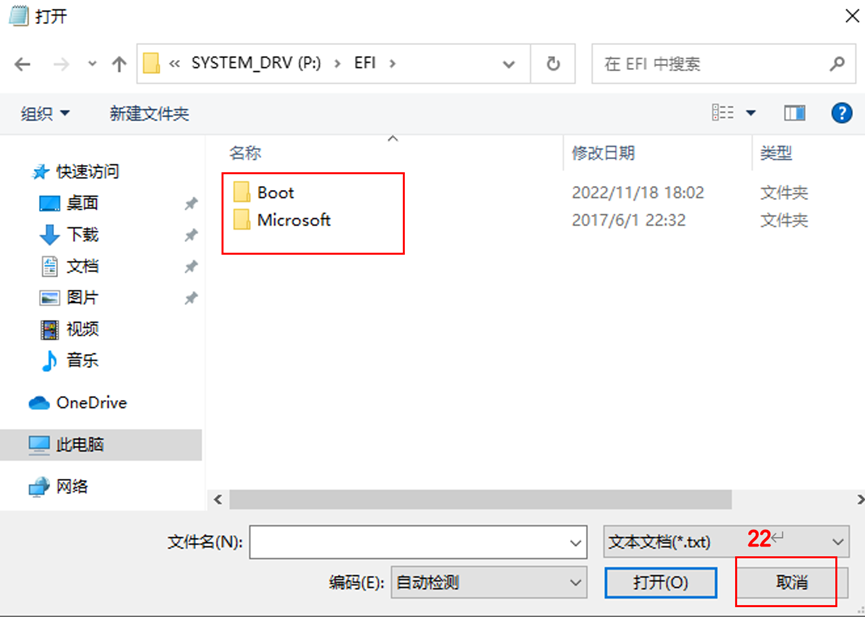 打开
« SYSTEM_DRV (P:) › EFI ›
在 EFI 中搜索
组织
新建文件夹
名称
修改日期
类型
快速访问
桌面
下载
文档
图片
视频
音乐
OneDrive
此电脑
网络
Boot
2022/11/18 18:02
文件夹
Microsoft
2017/6/1 22:32
文件夹
文件名(N):
文本文档(*.txt)
22
编码(E):
自动检测
打开(O)
取消